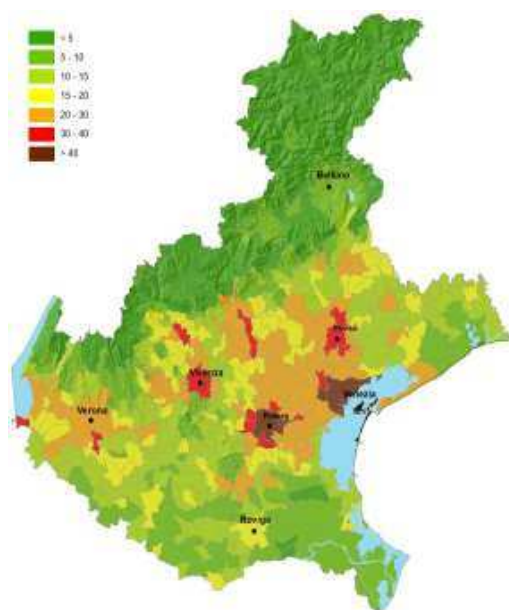 < 5
5 - 10
10 - 15
15 - 20
20 - 30
30 - 40
> 40
Belluno
Treviso
Vicenza
Venezia
Verona
Padova
Rovigo